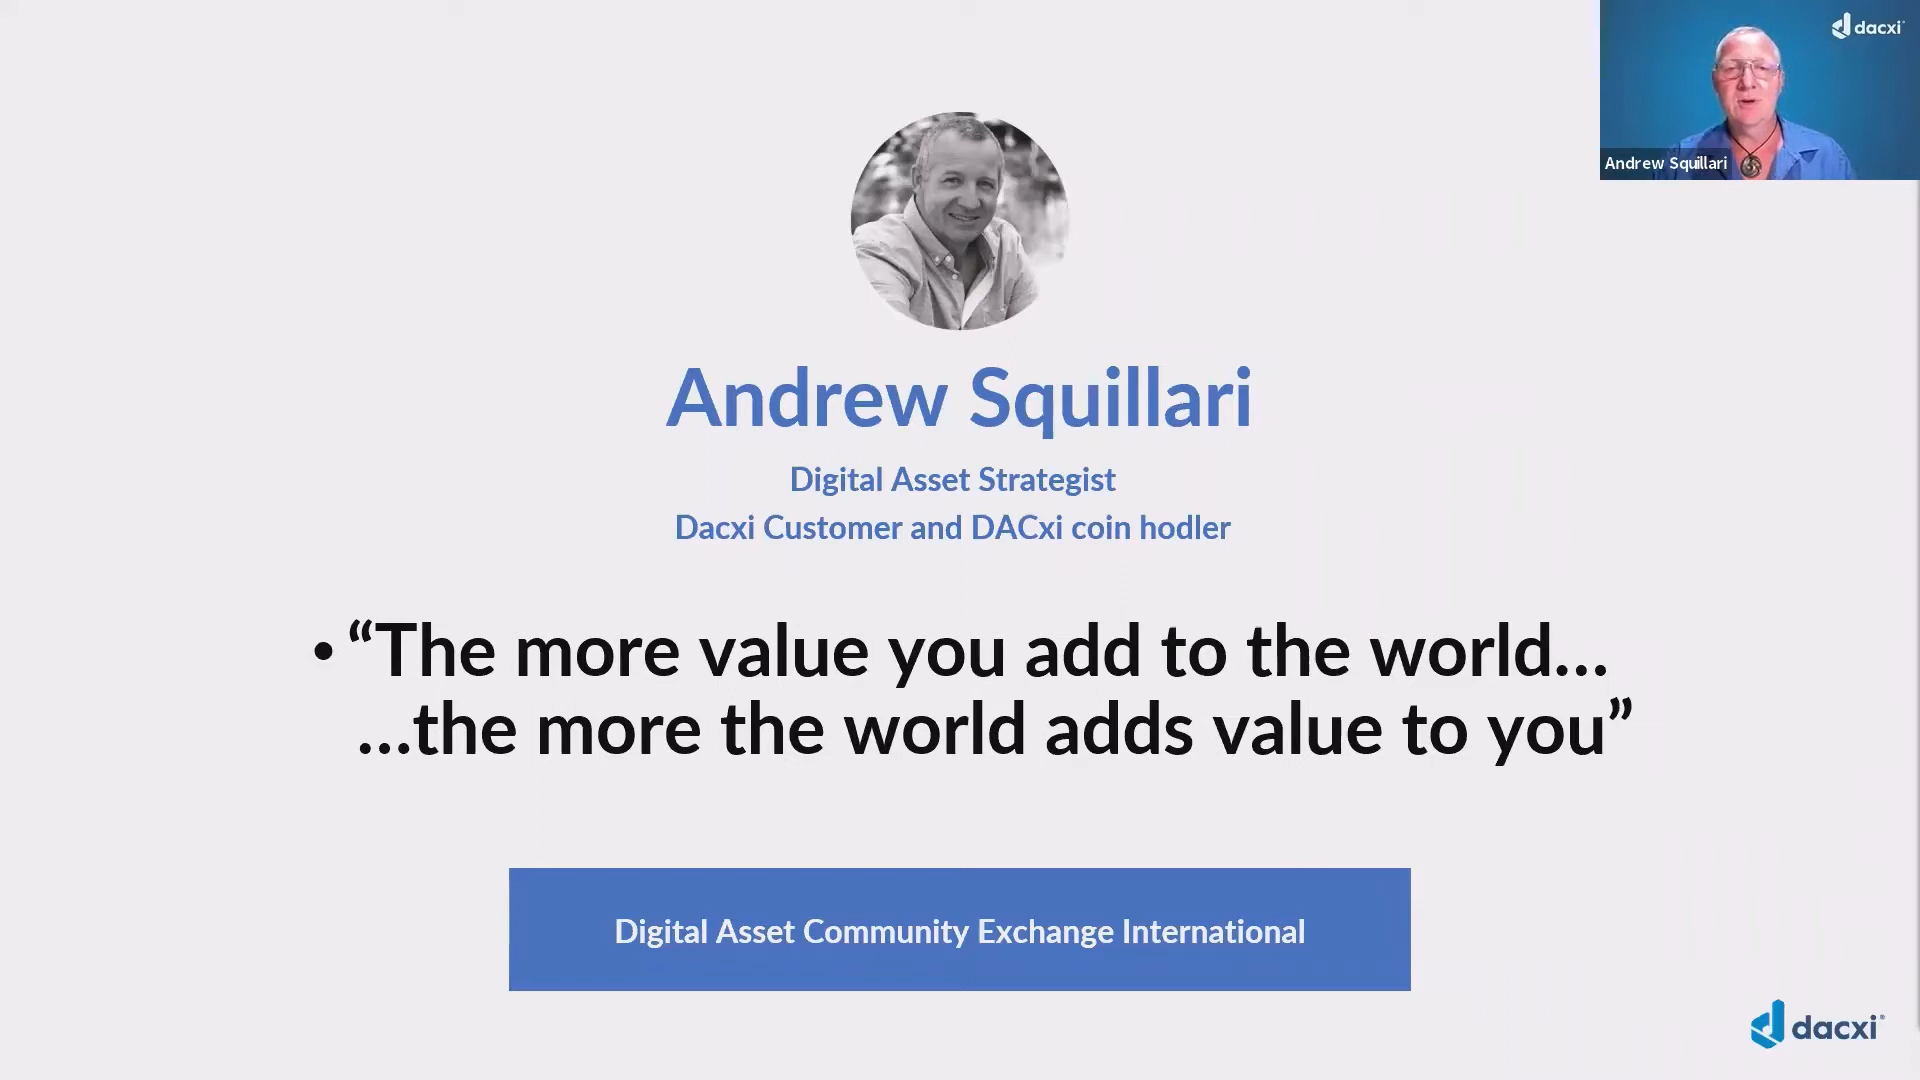 dacxi
Andrew Squillari
Andrew Squillari
Digital Asset Strategist
Dacxi Customer and DACxi coin hodler
• “The more value you add to the world...
...the more the world adds value to you”
Digital Asset Community Exchange International
dacxi®